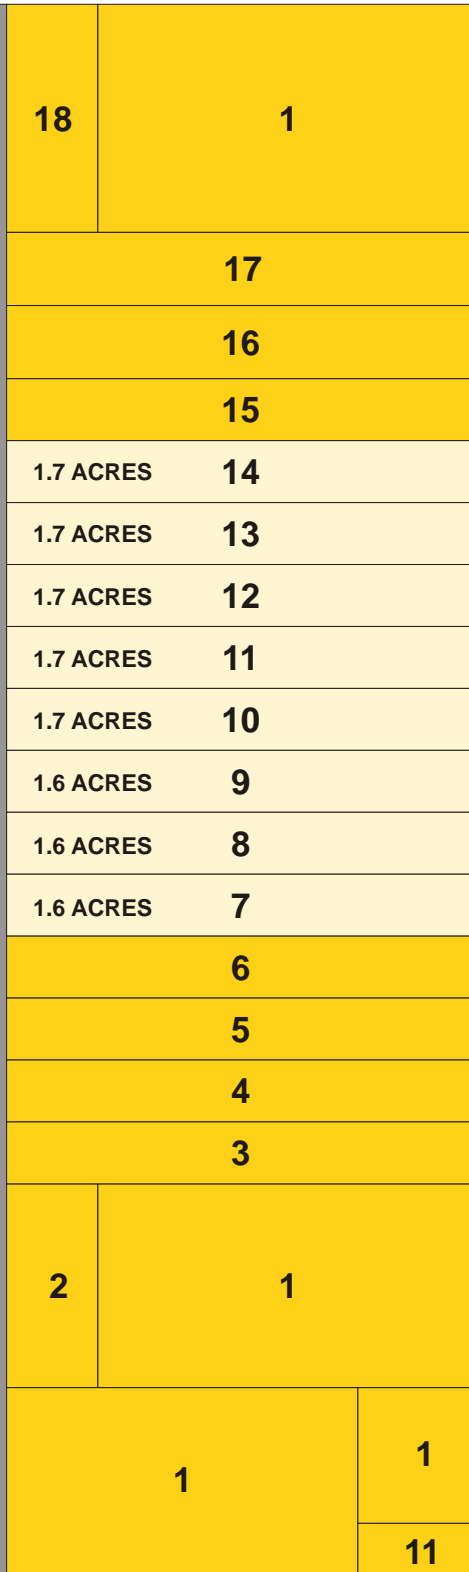 18 1
17
16
15
1.7 ACRES 14
1.7 ACRES 13
1.7 ACRES 12
1.7 ACRES 11
1.7 ACRES 10
1.6 ACRES 9
1.6 ACRES 8
1.6 ACRES 7
6
5
4
3
2 1
1
1
11